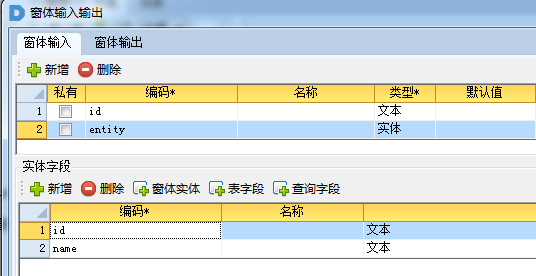 窗体输入输出
窗体输入 窗体输出
新增 删除
私有 编码* 名称 类型* 默认值
1 id 文本
2 entity 实体
实体字段
新增 删除 窗体实体 表字段 查询字段
编码* 名称
1 id 文本
2 name 文本